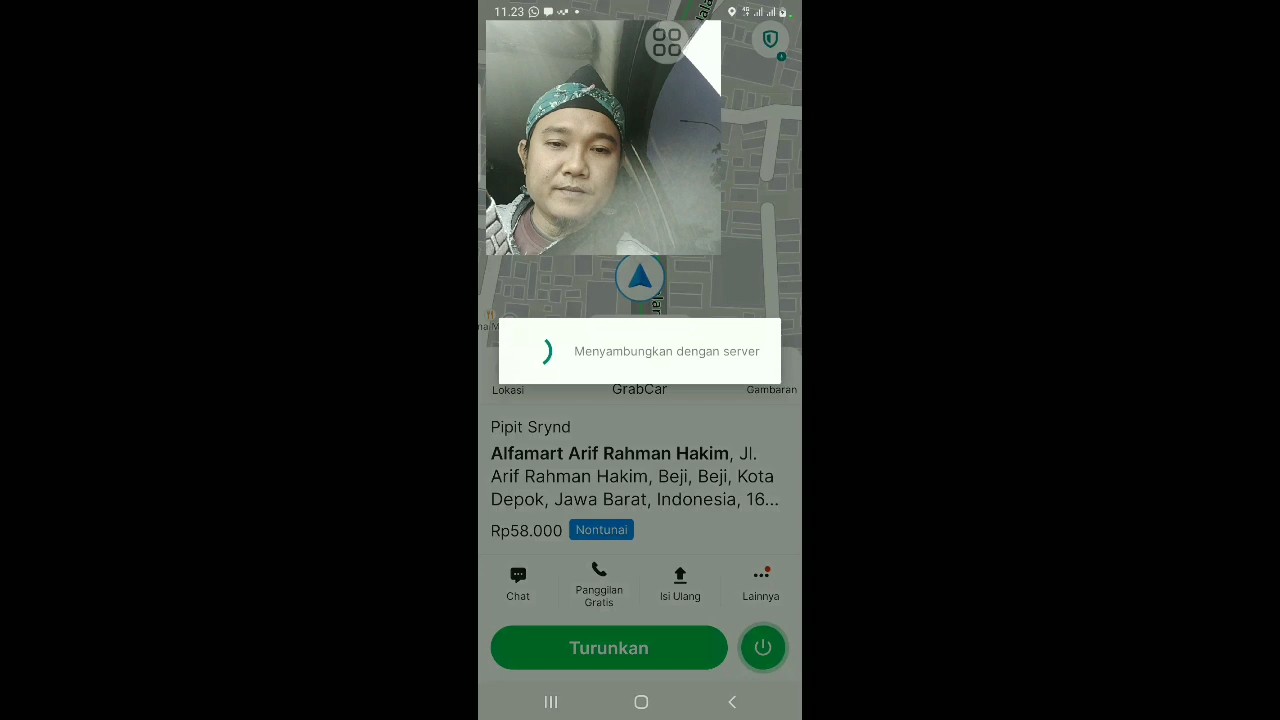 11.23
4G
Menyambungkan dengan server
Lokasi
GrabCar
Gambaran
Pipit Srynd
Alfamart Arif Rahman Hakim, Jl.
Arif Rahman Hakim, Beji, Beji, Kota
Depok, Jawa Barat, Indonesia, 16...
Rp58.000 Nontunai
Chat
Panggilan
Gratis
Isi Ulang
Lainnya
Turunkan